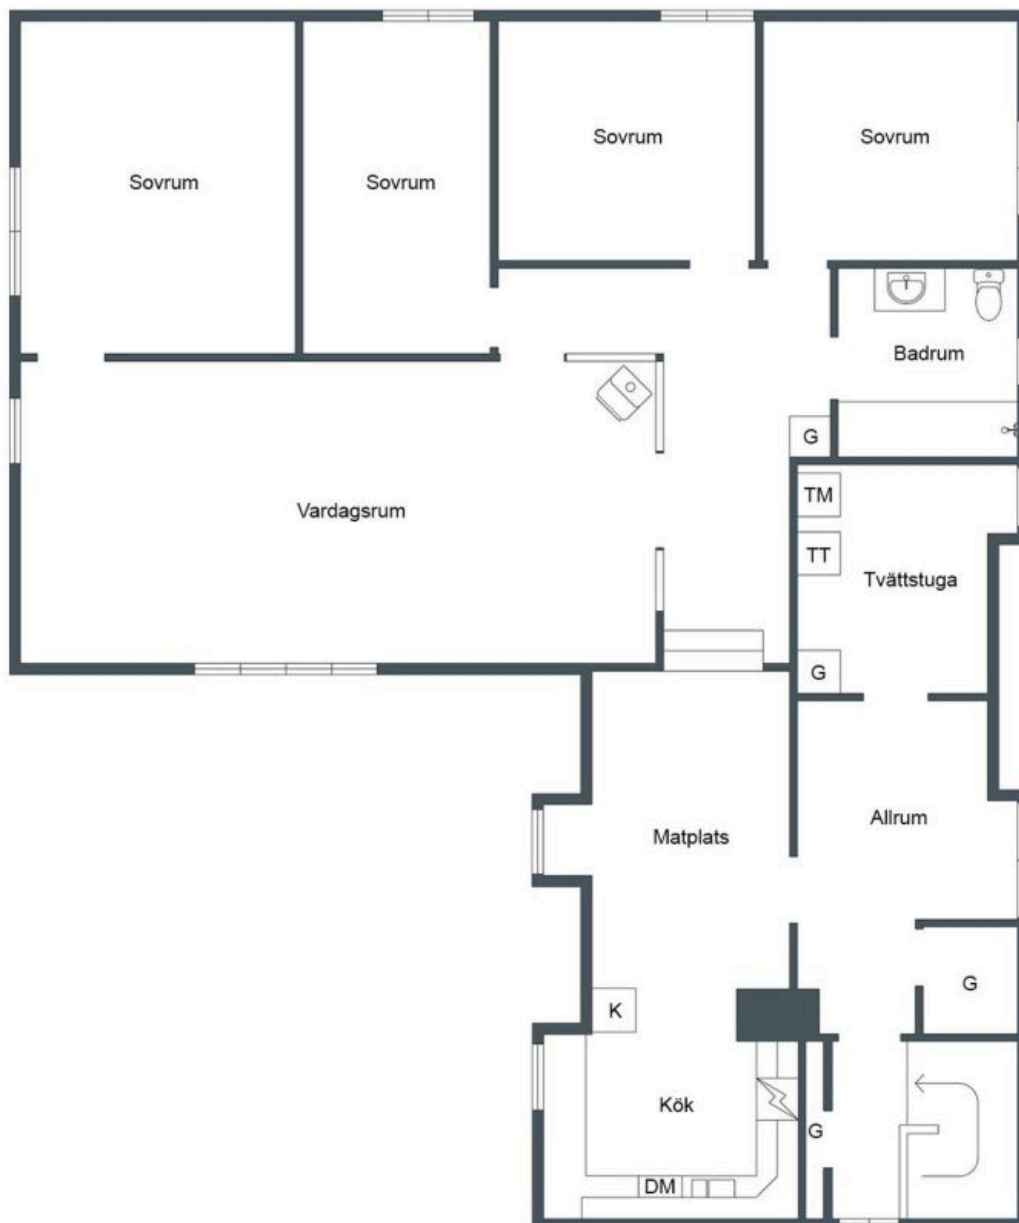 Sovrum
Sovrum
Sovrum
Sovrum
Badrum
G
TM
Vardagsrum
TT
Tvättstuga
G
Allrum
Matplats
G
K
Kök
G
DM